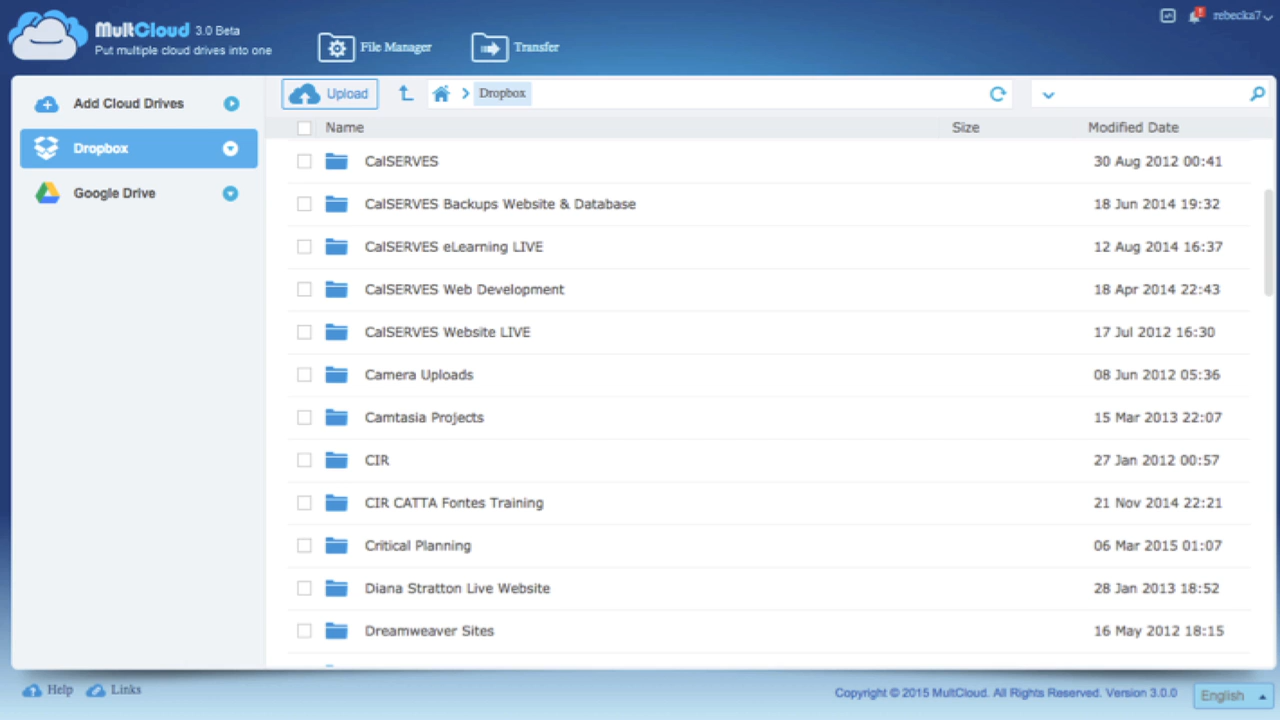 MultCloud 3.0 Beta
Put multiple cloud drives into one
File Manager
Transfer
rebecka7
Add Cloud Drives
Dropbox
Google Drive
Upload
Dropbox
Name Size Modified Date
CalSERVES 30 Aug 2012 00:41
CalSERVES Backups Website & Database 18 Jun 2014 19:32
CalSERVES eLearning LIVE 12 Aug 2014 16:37
CalSERVES Web Development 18 Apr 2014 22:43
CalSERVES Website LIVE 17 Jul 2012 16:30
Camera Uploads 08 Jun 2012 05:36
Camtasia Projects 15 Mar 2013 22:07
CIR 27 Jan 2012 00:57
CIR CATTA Fontes Training 21 Nov 2014 22:21
Critical Planning 06 Mar 2015 01:07
Diana Stratton Live Website 28 Jan 2013 18:52
Dreamweaver Sites 16 May 2012 18:15
Help Links
Copyright © 2015 MultCloud. All Rights Reserved. Version 3.0.0
English